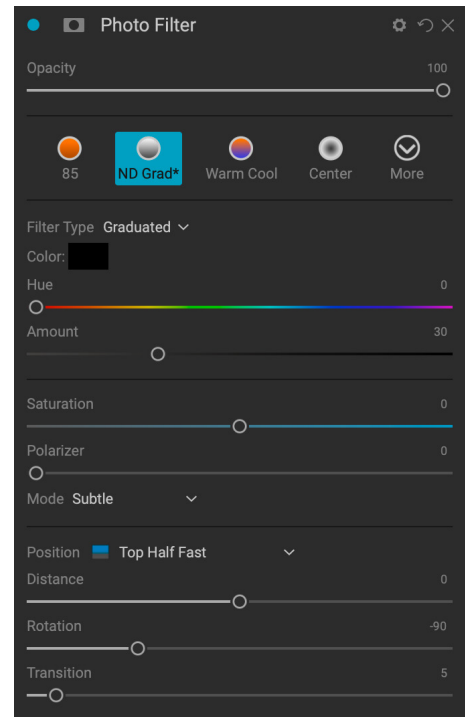 Photo Filter
Opacity 100
85 ND Grad* Warm Cool Center More
Filter Type Graduated
Color:
Hue 0
Amount 30
Saturation 0
Polarizer 0
Mode Subtle
Position Top Half Fast
Distance 0
Rotation -90
Transition 5